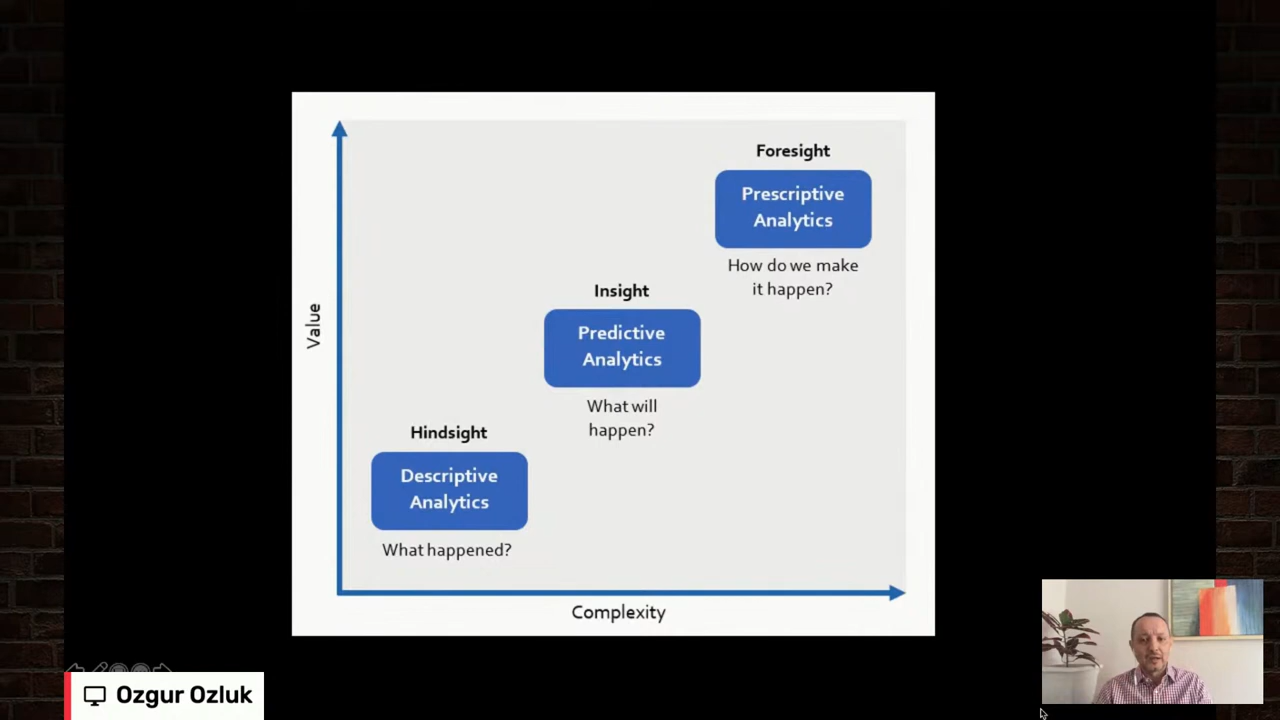 Foresight
Prescriptive
Analytics
How do we make
it happen?
Insight
Predictive
Analytics
What will
happen?
Hindsight
Descriptive
Analytics
What happened?
Value
Complexity
Ozgur Ozluk